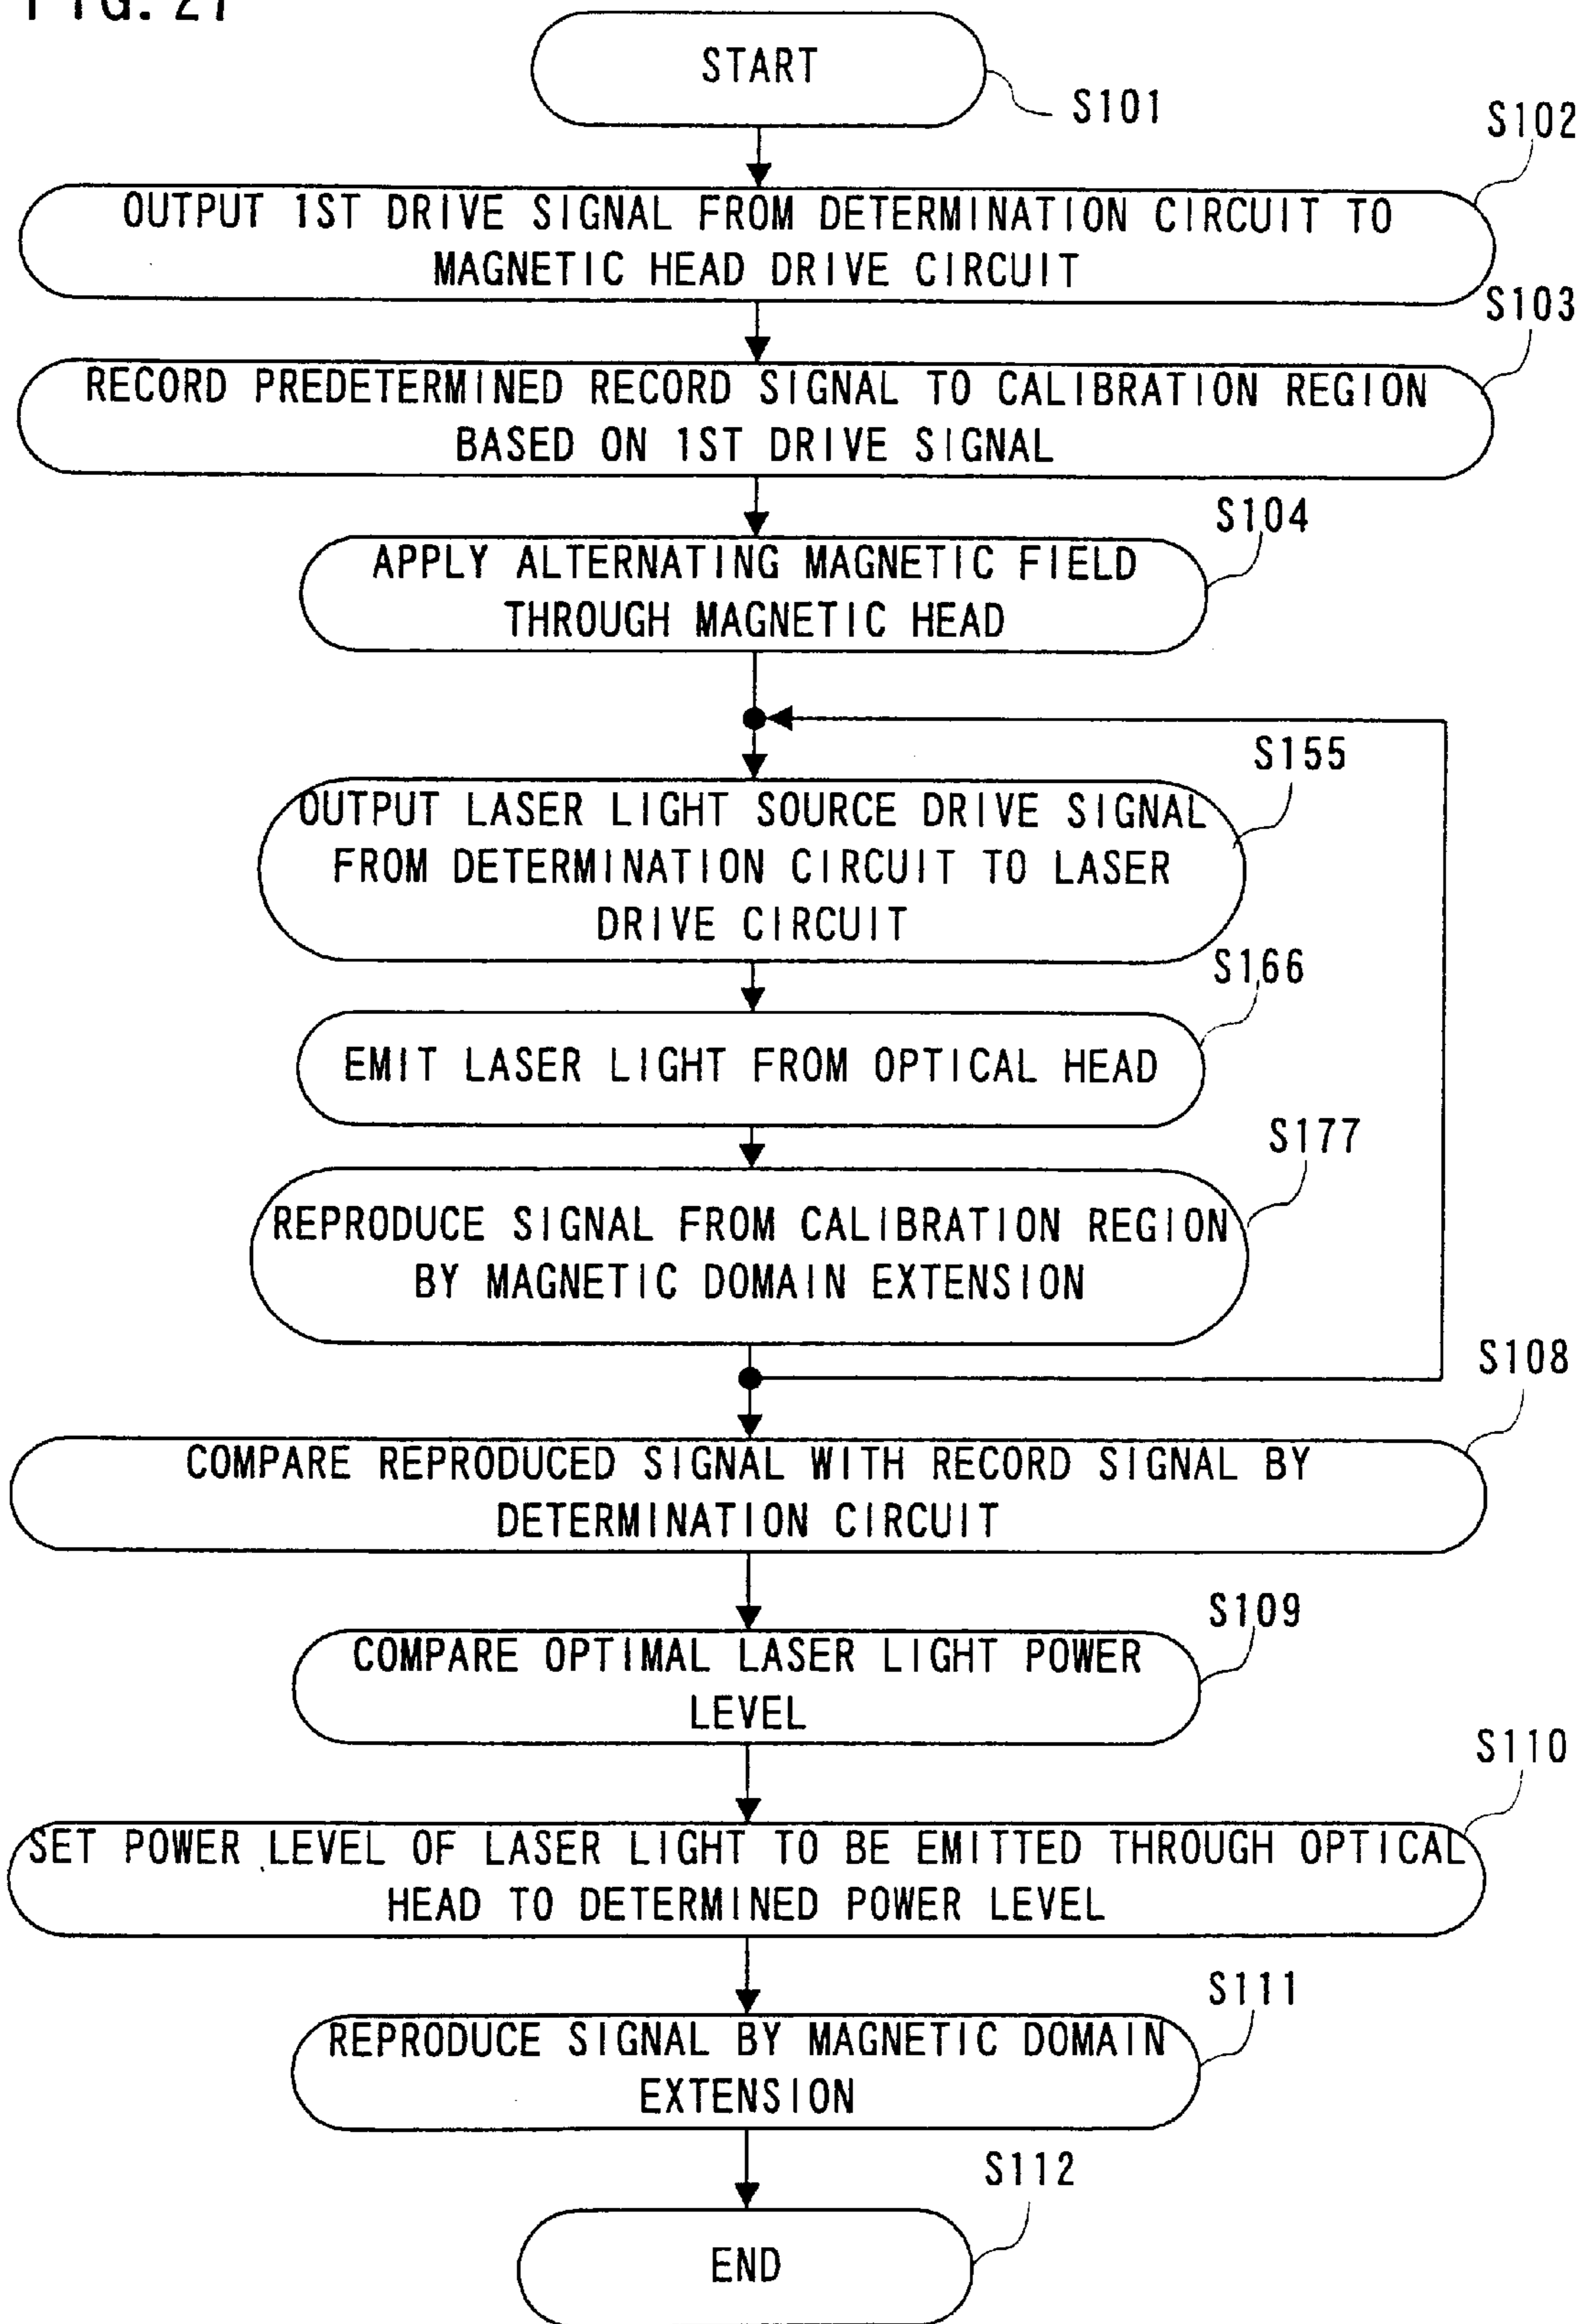 FIG. 27
START
S101
S102
OUTPUT 1ST DRIVE SIGNAL FROM DETERMINATION CIRCUIT TO
MAGNETIC HEAD DRIVE CIRCUIT
S103
RECORD PREDETERMINED RECORD SIGNAL TO CALIBRATION REGION
BASED ON 1ST DRIVE SIGNAL
S104
APPLY ALTERNATING MAGNETIC FIELD
THROUGH MAGNETIC HEAD
S155
OUTPUT LASER LIGHT SOURCE DRIVE SIGNAL
FROM DETERMINATION CIRCUIT TO LASER
DRIVE CIRCUIT
S166
EMIT LASER LIGHT FROM OPTICAL HEAD
S177
REPRODUCE SIGNAL FROM CALIBRATION REGION
BY MAGNETIC DOMAIN EXTENSION
S108
COMPARE REPRODUCED SIGNAL WITH RECORD SIGNAL BY
DETERMINATION CIRCUIT
S109
COMPARE OPTIMAL LASER LIGHT POWER
LEVEL
S110
SET POWER LEVEL OF LASER LIGHT TO BE EMITTED THROUGH OPTICAL
HEAD TO DETERMINED POWER LEVEL
S111
REPRODUCE SIGNAL BY MAGNETIC DOMAIN
EXTENSION
S112
END